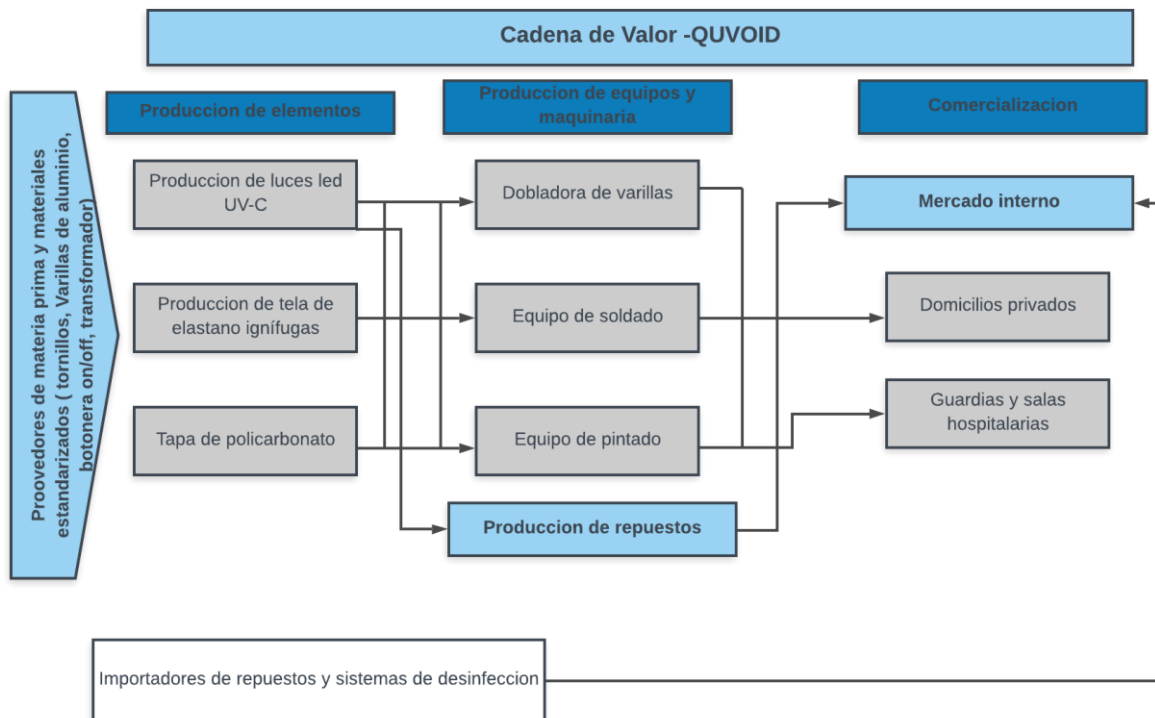 Cadena de Valor -QUVOID
Proovedores de materia prima y materiales
estandarizados ( tornillos, Varillas de aluminio,
botonera on/off, transformador)
Produccion de elementos
Produccion de luces led
UV-C
Produccion de tela de
elastano ignífugas
Tapa de policarbonato
Produccion de equipos y
maquinaria
Dobladora de varillas
Equipo de soldado
Equipo de pintado
Produccion de repuestos
Comercializacion
Mercado interno
Domicilios privados
Guardias y salas
hospitalarias
Importadores de repuestos y sistemas de desinfeccion